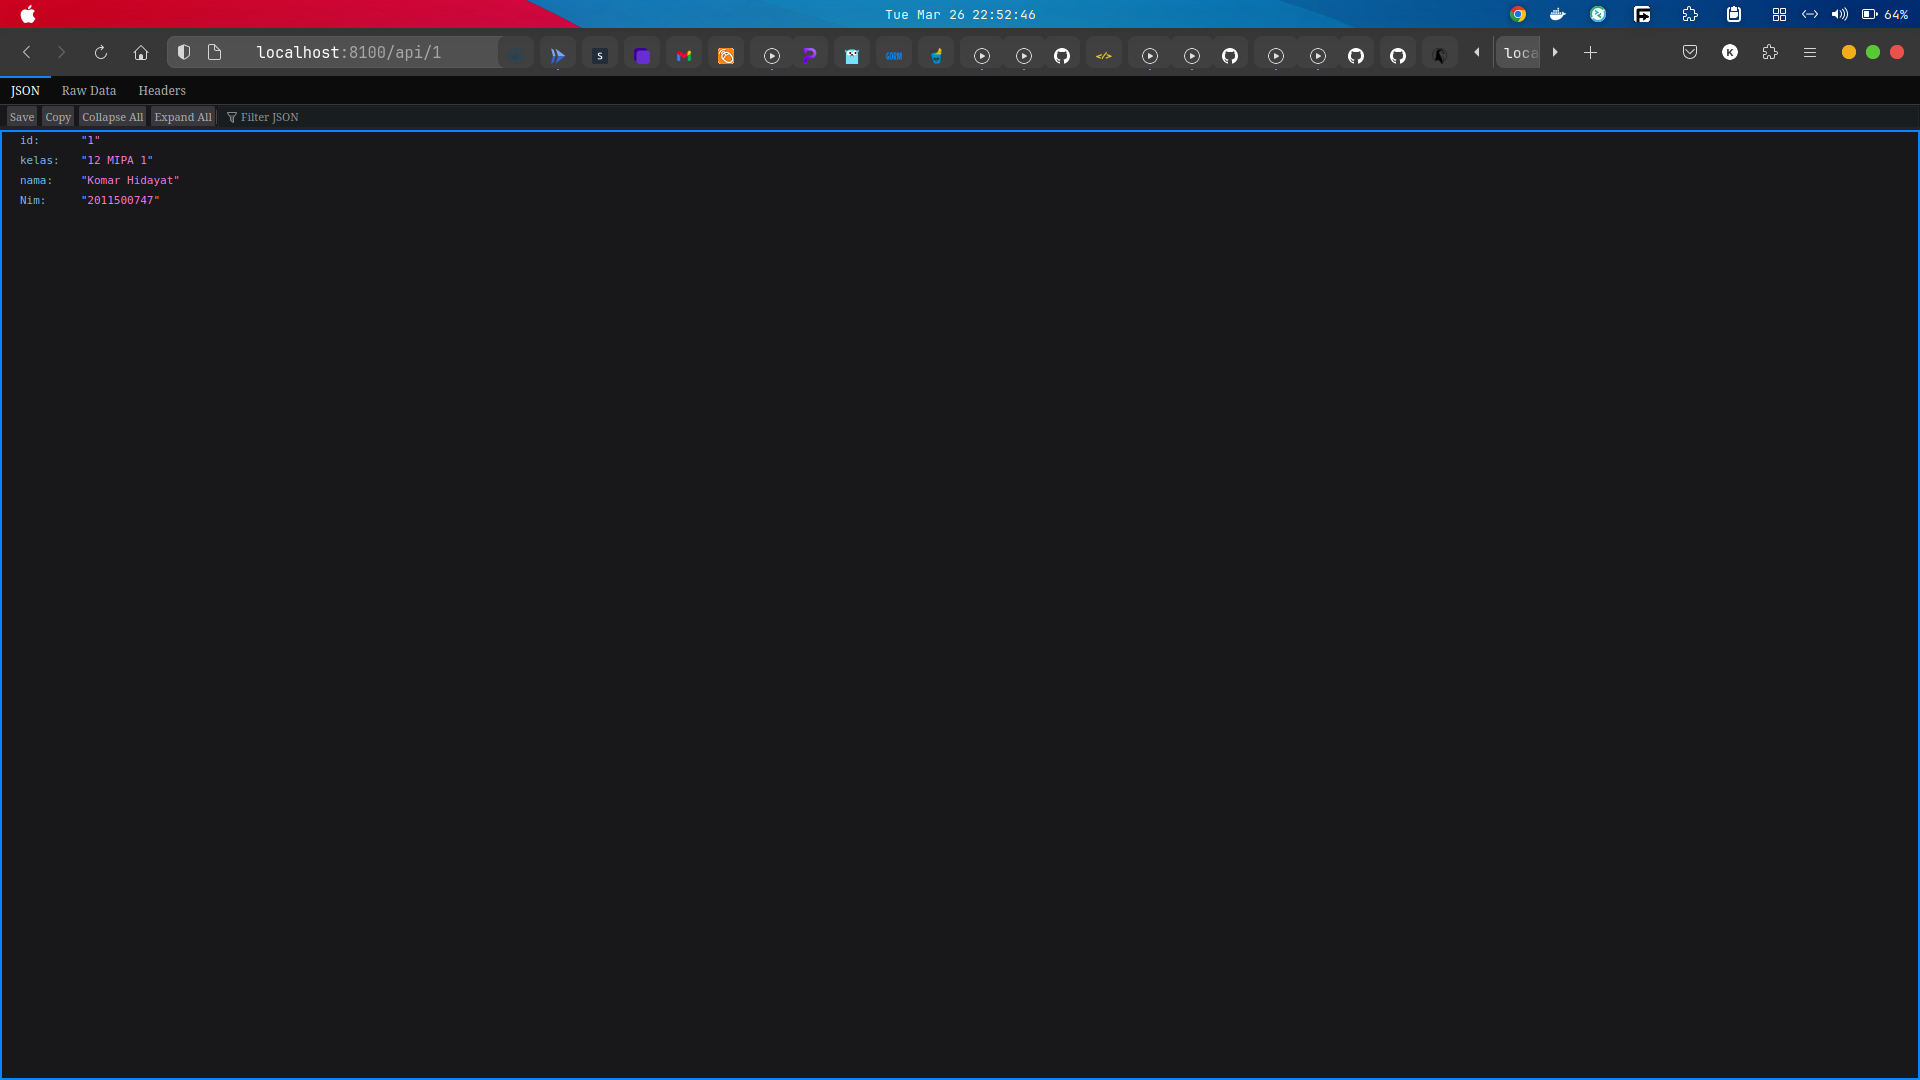 Tue Mar 26 22:52:46
64%
localhost:8100/api/1
S
GORM
</>
loca
K
JSON Raw Data Headers
Save Copy Collapse All Expand All Filter JSON
id: "1"
kelas: "12 MIPA 1"
nama: "Komar Hidayat"
Nim: "2011500747"